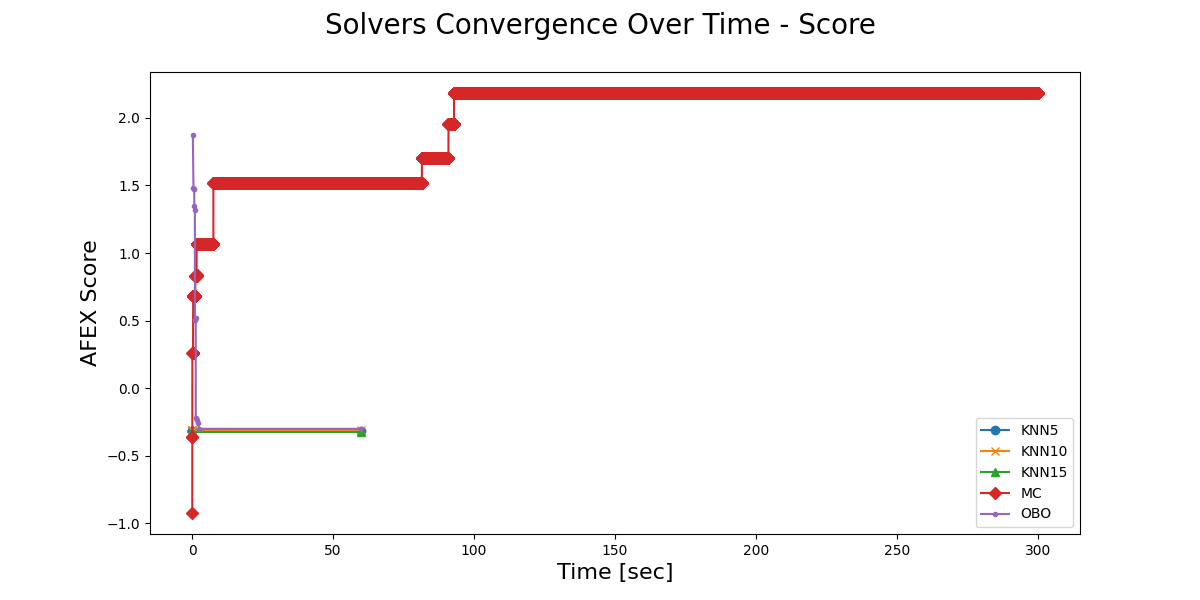 Solvers Convergence Over Time - Score
AFEX Score
2.0
1.5
1.0
0.5
0.0
−0.5
−1.0
0
50
100
150
200
250
300
Time [sec]
KNN5
KNN10
KNN15
MC
OBO